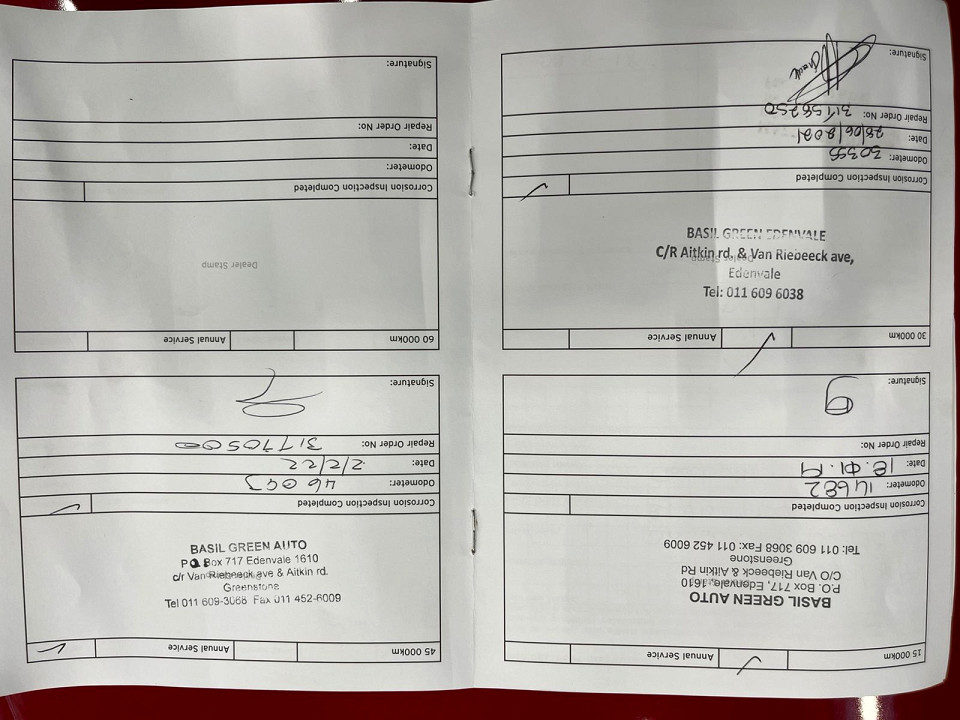 15 000km Annual Service
BASIL GREEN AUTO
P.O. Box 717, Edenvale, 1610
C/O Van Riebeeck & Aitkin Rd
Greenstone
Tel: 011 609 3068 Fax: 011 452 6009
Corrosion Inspection Completed
Odometer: 14682
Date: 18.01.19
Repair Order No:
Signature:
30 000km Annual Service
Dealer Stamp
BASIL GREEN EDENVALE
C/R Aitkin rd. & Van Riebeeck ave,
Edenvale
Tel: 011 609 6038
Corrosion Inspection Completed
Odometer: 30355
Date: 28/06/2021
Repair Order No:
Signature:
45 000km Annual Service
BASIL GREEN AUTO
P.O. Box 717 Edenvale 1610
c/r Van Riebeeck ave & Aitkin rd.
Greenstone
Tel 011 609-3068 Fax 011 452-6009
Corrosion Inspection Completed
Odometer:
Date: 2/2/22
Repair Order No: 31770500
Signature:
60 000km Annual Service
Dealer Stamp
Corrosion Inspection Completed
Odometer:
Date:
Repair Order No:
Signature: